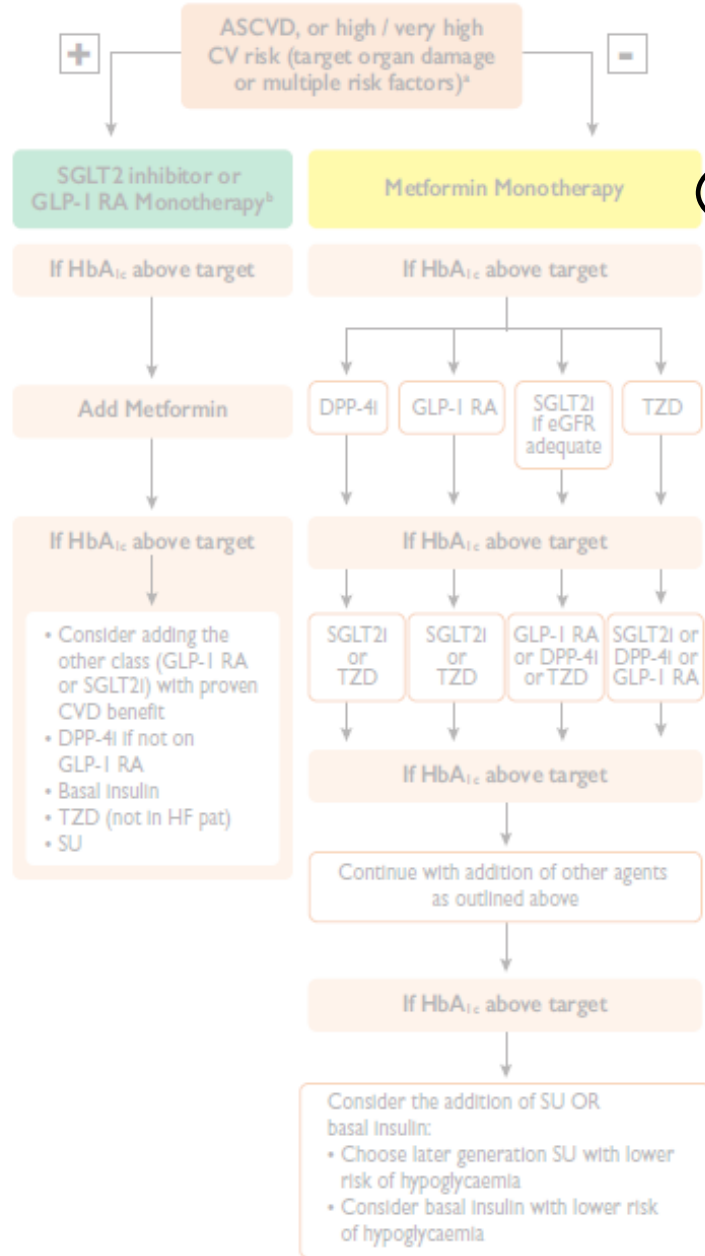 ASCVD, or high / very high
CV risk (target organ damage
or multiple risk factors)ᵃ
+
-
SGLT2 inhibitor or
GLP-1 RA Monotherapyᵇ
Metformin Monotherapy
If HbA₁c above target
If HbA₁c above target
Add Metformin
DPP-4i
GLP-1 RA
SGLT2i
if eGFR
adequate
TZD
If HbA₁c above target
If HbA₁c above target
• Consider adding the
other class (GLP-1 RA
or SGLT2i) with proven
CVD benefit
• DPP-4i if not on
GLP-1 RA
• Basal insulin
• TZD (not in HF pat)
• SU
SGLT2i
or
TZD
SGLT2i
or
TZD
GLP-1 RA
or DPP-4i
or TZD
SGLT2i or
DPP-4i or
GLP-1 RA
If HbA₁c above target
Continue with addition of other agents
as outlined above
If HbA₁c above target
Consider the addition of SU OR
basal insulin:
• Choose later generation SU with lower
risk of hypoglycaemia
• Consider basal insulin with lower risk
of hypoglycaemia